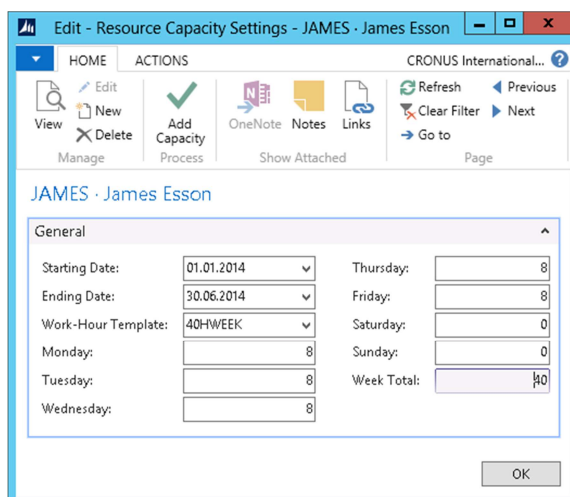 Edit - Resource Capacity Settings - JAMES · James Esson
HOME ACTIONS CRONUS International... ?
View
Edit
New
Delete
Manage
Add Capacity
Process
OneNote Notes Links
Show Attached
Refresh
Clear Filter
Go to
Previous
Next
Page
JAMES · James Esson
General
Starting Date: 01.01.2014
Ending Date: 30.06.2014
Work-Hour Template: 40HWEEK
Monday: 8
Tuesday: 8
Wednesday: 8
Thursday: 8
Friday: 8
Saturday: 0
Sunday: 0
Week Total: 40
OK